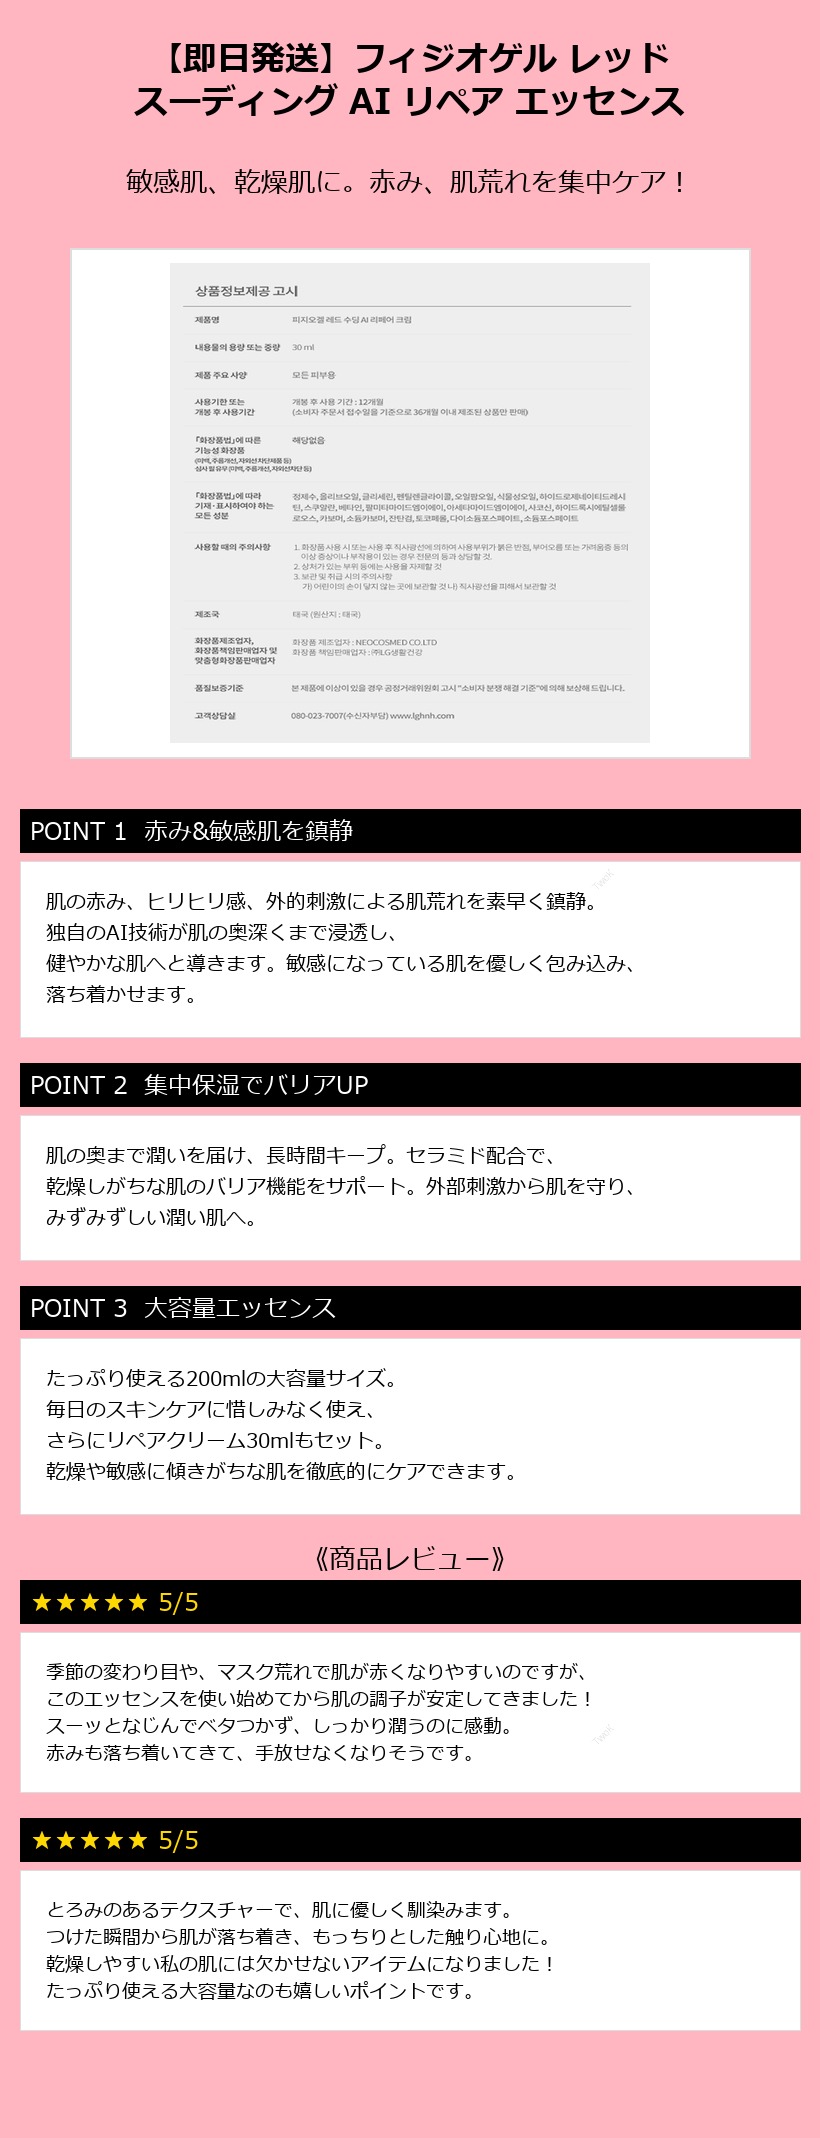 【即日発送】フィジオゲル レッド
スーディング AI リペア エッセンス
敏感肌、乾燥肌に。赤み、肌荒れを集中ケア！
상품정보제공 고시
제품명 피지오겔 레드 수딩 AI 리페어 크림
내용물의 용량 또는 중량 30 ml
제품 주요 사양 모든 피부용
사용기한 또는 개봉 후 사용 기간 : 12개월
개봉 후 사용기간 (소비자 주문서 접수일을 기준으로 36개월 이내 제조된 상품만 판매)
「화장품법」에 따른 해당없음
기능성 화장품
(미백, 주름개선, 자외선 차단제품 등)
심사 필 유무 (미백, 주름개선, 자외선차단 등)
「화장품법」에 따라 정제수, 올리브오일, 글리세린, 펜틸렌글라이콜, 오일팜오일, 식물성오일, 하이드로제네이티드레시
기재·표시하여야 하는 틴, 스쿠알란, 베타인, 팔미타마이드엠이에이, 아세타마이드엠이에이, 사코신, 하이드록시에틸셀룰
모든 성분 로오스, 카보머, 소듐카보머, 잔탄검, 토코페롤, 다이소듐포스페이트, 소듐포스페이트
사용할 때의 주의사항 1. 화장품 사용 시 또는 사용 후 직사광선에 의하여 사용부위가 붉은 반점, 부어오름 또는 가려움증 등의
이상 증상이나 부작용이 있는 경우 전문의 등과 상담할 것.
2. 상처가 있는 부위 등에는 사용을 자제할 것
3. 보관 및 취급 시의 주의사항
가) 어린이의 손이 닿지 않는 곳에 보관할 것 나) 직사광선을 피해서 보관할 것
제조국 태국 (원산지 : 태국)
화장품제조업자, 화장품 제조업자 : NEOCOSMED CO.LTD
화장품책임판매업자 및 화장품 책임판매업자 : ㈜LG생활건강
맞춤형화장품판매업자
품질보증기준 본 제품에 이상이 있을 경우 공정거래위원회 고시 "소비자 분쟁 해결 기준"에 의해 보상해 드립니다.
고객상담실 080-023-7007(수신자부담) www.lghnh.com
POINT 1 赤み&敏感肌を鎮静
肌の赤み、ヒリヒリ感、外的刺激による肌荒れを素早く鎮静。
独自のAI技術が肌の奥深くまで浸透し、
健やかな肌へと導きます。敏感になっている肌を優しく包み込み、
落ち着かせます。
POINT 2 集中保湿でバリアUP
肌の奥まで潤いを届け、長時間キープ。セラミド配合で、
乾燥しがちな肌のバリア機能をサポート。外部刺激から肌を守り、
みずみずしい潤い肌へ。
POINT 3 大容量エッセンス
たっぷり使える200mlの大容量サイズ。
毎日のスキンケアに惜しみなく使え、
さらにリペアクリーム30mlもセット。
乾燥や敏感に傾きがちな肌を徹底的にケアできます。
《商品レビュー》
★★★★★ 5/5
季節の変わり目や、マスク荒れで肌が赤くなりやすいのですが、
このエッセンスを使い始めてから肌の調子が安定してきました！
スーッとなじんでベタつかず、しっかり潤うのに感動。
赤みも落ち着いてきて、手放せなくなりそうです。
★★★★★ 5/5
とろみのあるテクスチャーで、肌に優しく馴染みます。
つけた瞬間から肌が落ち着き、もっちりとした触り心地に。
乾燥しやすい私の肌には欠かせないアイテムになりました！
たっぷり使える大容量なのも嬉しいポイントです。